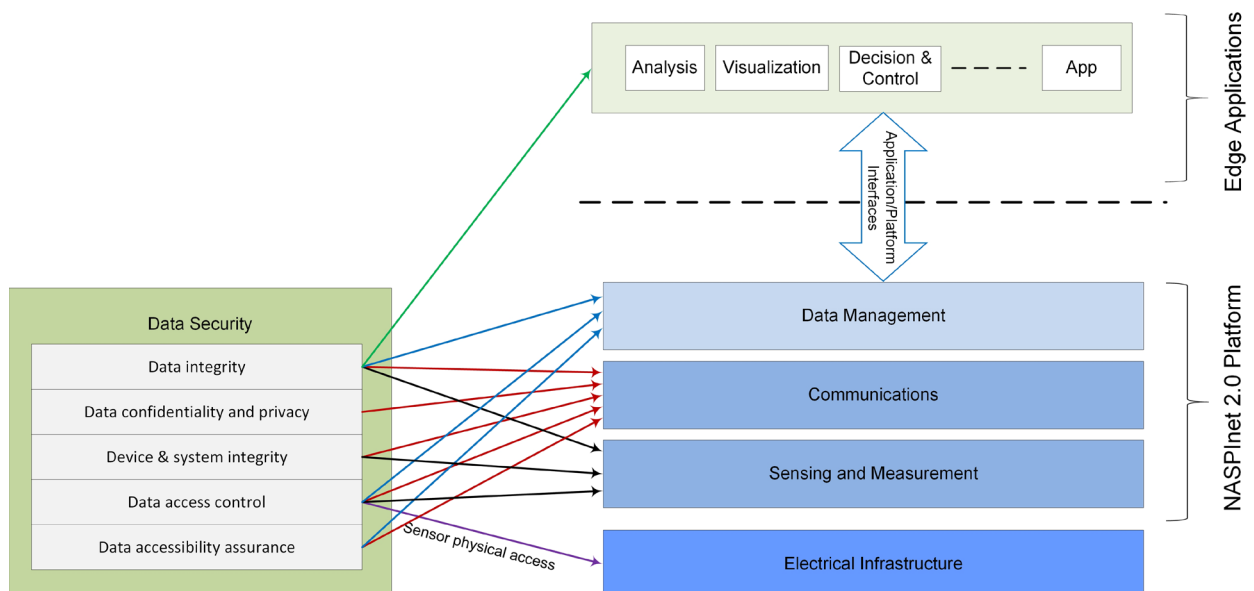 Analysis
Visualization
Decision &
Control
App
Edge Applications
Application/Platform
Interfaces
Data Security
Data integrity
Data confidentiality and privacy
Device & system integrity
Data access control
Data accessibility assurance
Sensor physical access
Data Management
Communications
Sensing and Measurement
Electrical Infrastructure
NASPInet 2.0 Platform